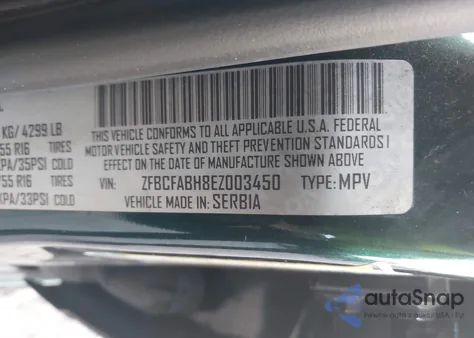 KG/ 4299 LB
55 R16 TIRES
KPA/35PSI COLD
/55 R16 TIRES
KPA/33PSI COLD
THIS VEHICLE CONFORMS TO ALL APPLICABLE U.S.A. FEDERAL
MOTOR VEHICLE SAFETY AND THEFT PREVENTION STANDARDS I
EFFECT ON THE DATE OF MANUFACTURE SHOWN ABOVE
VIN: ZFBCFABH8EZ003450 TYPE: MPV
VEHICLE MADE IN: SERBIA
autoSnap